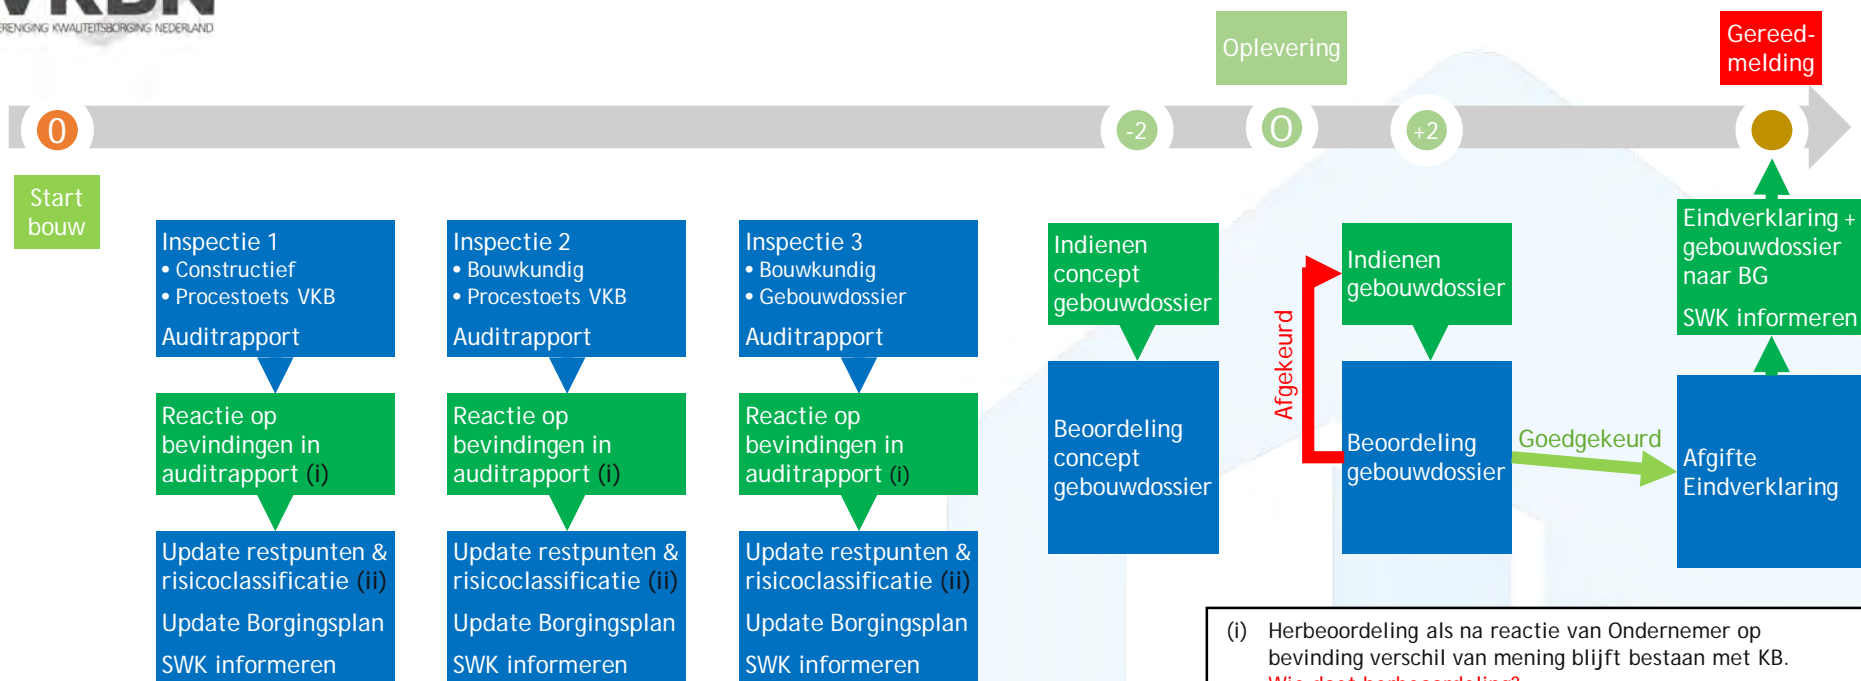 VERENIGING KWALITEITSBORGING NEDERLAND
Oplevering
Gereed-
melding
0
-2
O
+2
Start
bouw
Inspectie 1
• Constructief
• Procestoets VKB
Auditrapport
Reactie op
bevindingen in
auditrapport (i)
Update restpunten &
risicoclassificatie (ii)
Update Borgingsplan
SWK informeren
Inspectie 2
• Bouwkundig
• Procestoets VKB
Auditrapport
Reactie op
bevindingen in
auditrapport (i)
Update restpunten &
risicoclassificatie (ii)
Update Borgingsplan
SWK informeren
Inspectie 3
• Bouwkundig
• Gebouwdossier
Auditrapport
Reactie op
bevindingen in
auditrapport (i)
Update restpunten &
risicoclassificatie (ii)
Update Borgingsplan
SWK informeren
Indienen
concept
gebouwdossier
Beoordeling
concept
gebouwdossier
Afgekeurd
Indienen
gebouwdossier
Beoordeling
gebouwdossier
Goedgekeurd
Eindverklaring +
gebouwdossier
naar BG
SWK informeren
Afgifte
Eindverklaring
(i) Herbeoordeling als na reactie van Ondernemer op
bevinding verschil van mening blijft bestaan met KB.
Wie doet herbeoordeling?